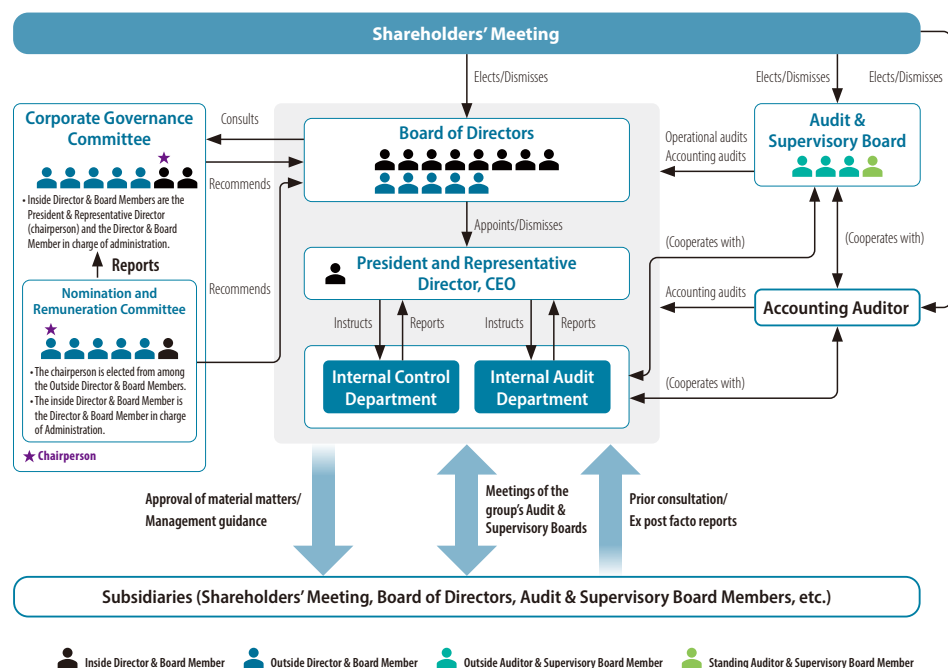 Shareholders' Meeting
Elects/Dismisses
Elects/Dismisses
Elects/Dismisses
Corporate Governance
Committee
• Inside Director & Board Members are the
President & Representative Director
(chairperson) and the Director & Board
Member in charge of administration.
Reports
Nomination and
Remuneration Committee
• The chairperson is elected from among
the Outside Director & Board Members.
• The inside Director & Board Member is
the Director & Board Member in charge
of Administration.
★ Chairperson
Consults
Recommends
Recommends
Board of Directors
Appoints/Dismisses
President and Representative
Director, CEO
Instructs
Reports
Instructs
Reports
Internal Control
Department
Internal Audit
Department
Operational audits
Accounting audits
Audit &
Supervisory Board
(Cooperates with)
(Cooperates with)
Accounting audits
Accounting Auditor
(Cooperates with)
Approval of material matters/
Management guidance
Meetings of the
group's Audit &
Supervisory Boards
Prior consultation/
Ex post facto reports
Subsidiaries (Shareholders' Meeting, Board of Directors, Audit & Supervisory Board Members, etc.)
Inside Director & Board Member
Outside Director & Board Member
Outside Auditor & Supervisory Board Member
Standing Auditor & Supervisory Board Member